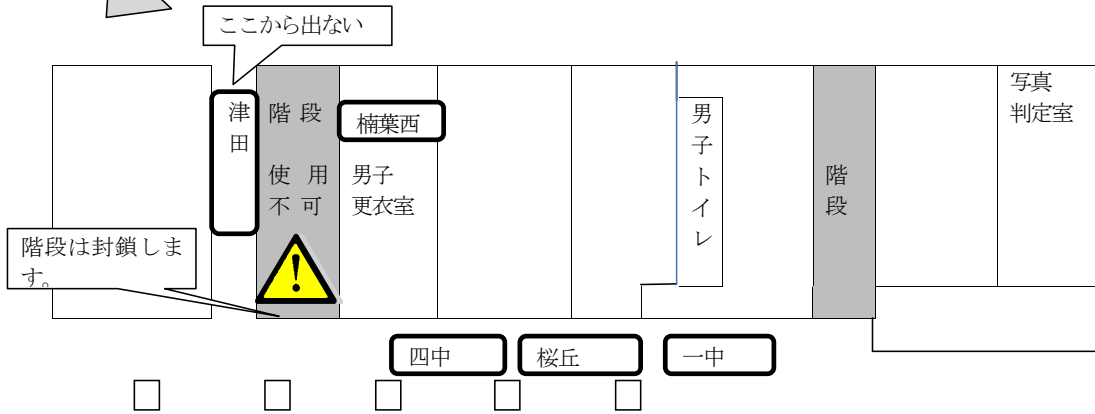 ここから出ない
写真
判定室
津
田
階 段
楠葉西
使 用
不 可
男子
更衣室
男
子
ト
イ
レ
階
段
階段は封鎖しま
す。
!
四中
桜丘
一中